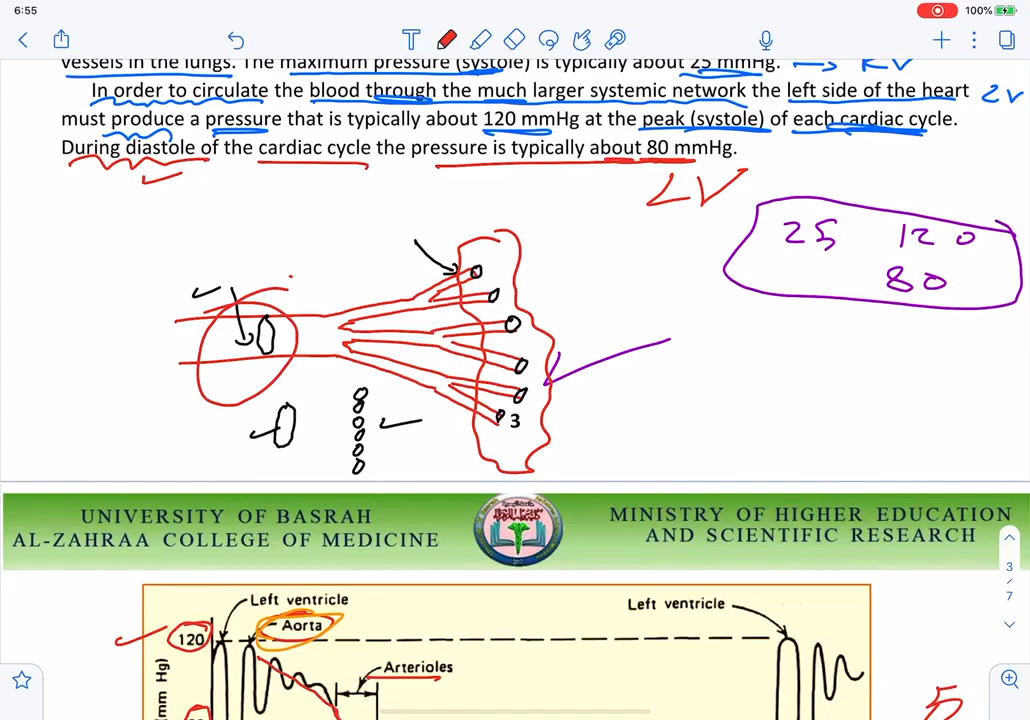 6:55
100%
vessels in the lungs. The maximum pressure (systole) is typically about 25 mmHg. → RV
In order to circulate the blood through the much larger systemic network the left side of the heart
must produce a pressure that is typically about 120 mmHg at the peak (systole) of each cardiac cycle.
During diastole of the cardiac cycle the pressure is typically about 80 mmHg.
LV
25 120
80
3
UNIVERSITY OF BASRAH
AL-ZAHRAA COLLEGE OF MEDICINE
MINISTRY OF HIGHER EDUCATION
AND SCIENTIFIC RESEARCH
3
7
Left ventricle
Aorta
Left ventricle
120
Arterioles
mm Hg)
5